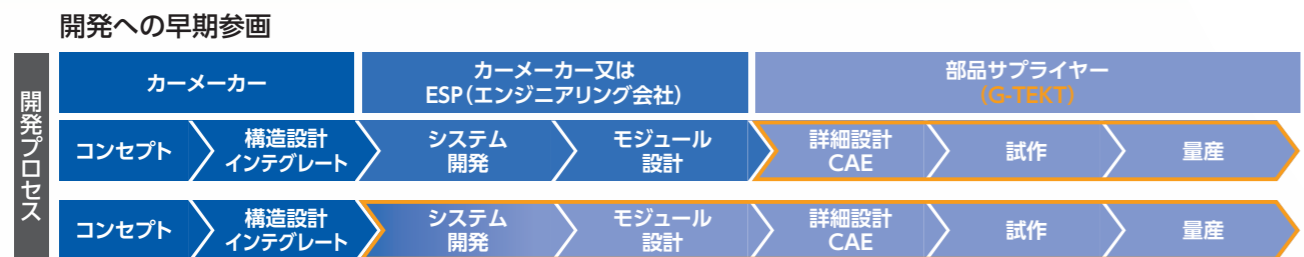 開発への早期参画
開発プロセス
カーメーカー
カーメーカー又は
ESP(エンジニアリング会社)
部品サプライヤー
(G-TEKT)
コンセプト
構造設計
インテグレート
システム
開発
モジュール
設計
詳細設計
CAE
試作
量産
コンセプト
構造設計
インテグレート
システム
開発
モジュール
設計
詳細設計
CAE
試作
量産